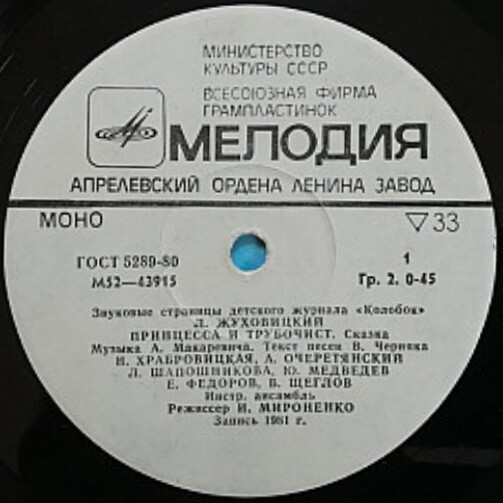 МИНИСТЕРСТВО
КУЛЬТУРЫ СССР
ВСЕСОЮЗНАЯ ФИРМА
ГРАМПЛАСТИНОК
МЕЛОДИЯ
АПРЕЛЕВСКИЙ ОРДЕНА ЛЕНИНА ЗАВОД
МОНО ▽33
ГОСТ 5289-80 1
М52—43915 Гр. 2. 0-45
Звуковые страницы детского журнала «Колобок»
Л. ЖУХОВИЦКИЙ
ПРИНЦЕССА И ТРУБОЧИСТ. Сказка
Музыка А. Макаревича. Текст песен В. Черняка
Н. ХРАБРОВИЦКАЯ, А. ОЧЕРЕТЯНСКИЙ
Л. ШАПОШНИКОВА, Ю. МЕДВЕДЕВ
Е. ФЕДОРОВ, В. ЩЕГЛОВ
Инстр. ансамбль
Режиссер И. МИРОНЕНКО
Запись 1981 г.